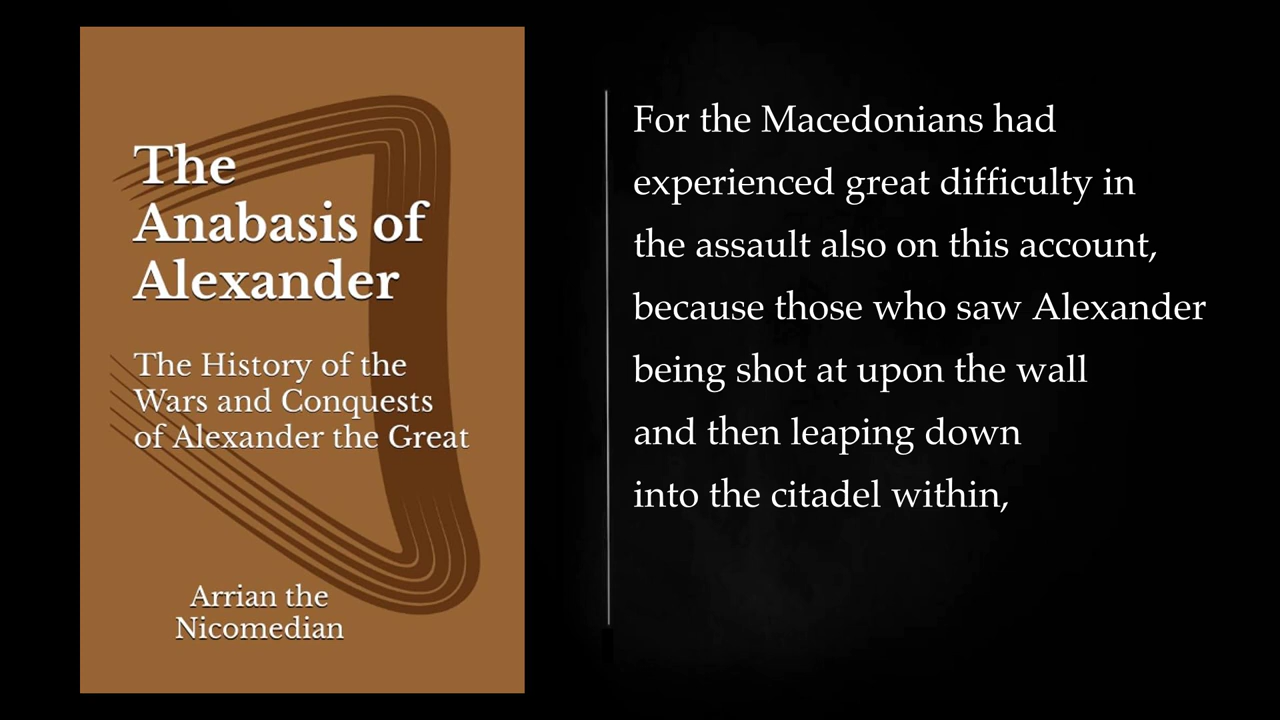 The
Anabasis of
Alexander
The History of the
Wars and Conquests
of Alexander the Great
Arrian the
Nicomedian
For the Macedonians had
experienced great difficulty in
the assault also on this account,
because those who saw Alexander
being shot at upon the wall
and then leaping down
into the citadel within,